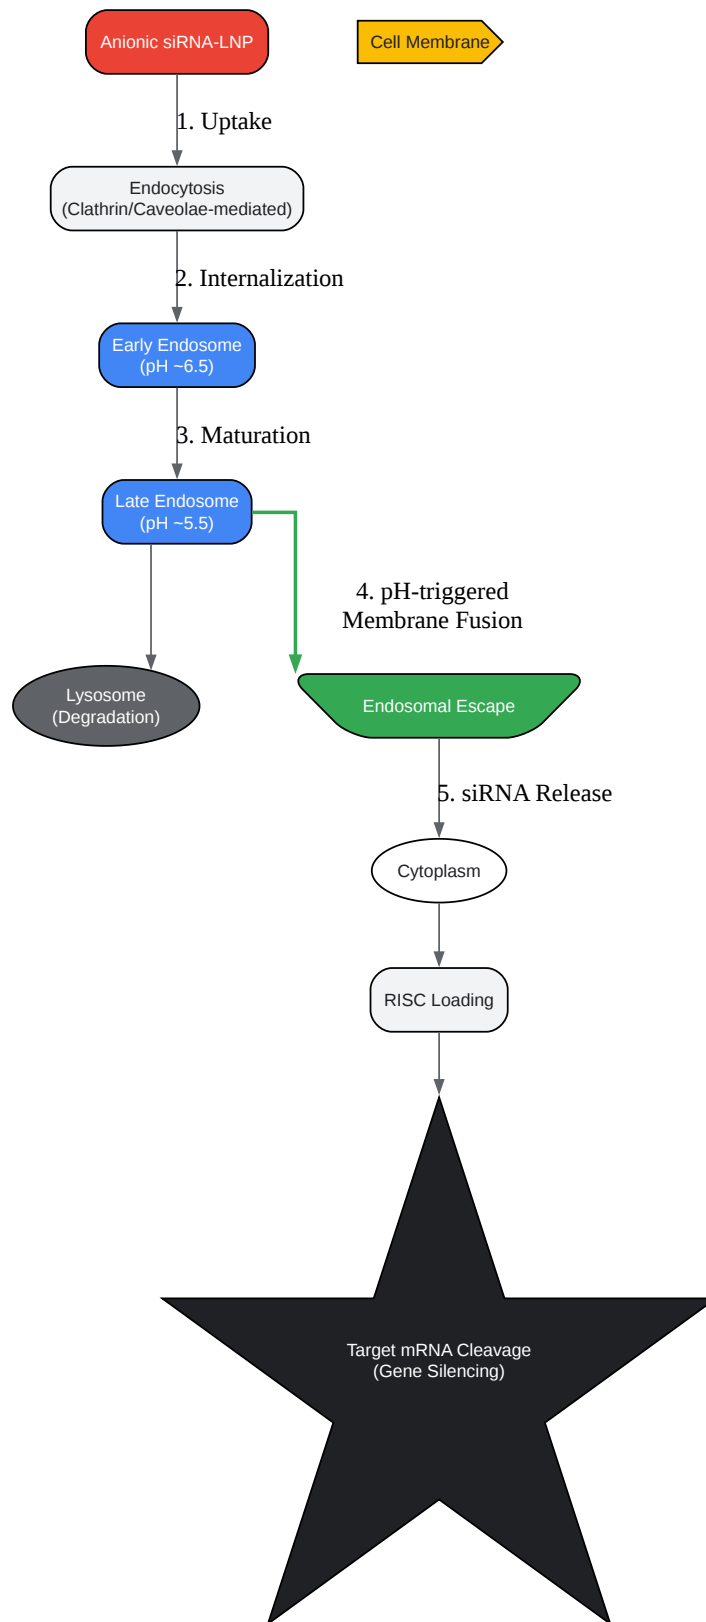 Anionic siRNA-LNP
Cell Membrane
1. Uptake
Endocytosis
(Clathrin/Caveolae-mediated)
2. Internalization
Early Endosome
(pH ~6.5)
3. Maturation
Late Endosome
(pH ~5.5)
4. pH-triggered
Membrane Fusion
Lysosome
(Degradation)
Endosomal Escape
5. siRNA Release
Cytoplasm
RISC Loading
Target mRNA Cleavage
(Gene Silencing)